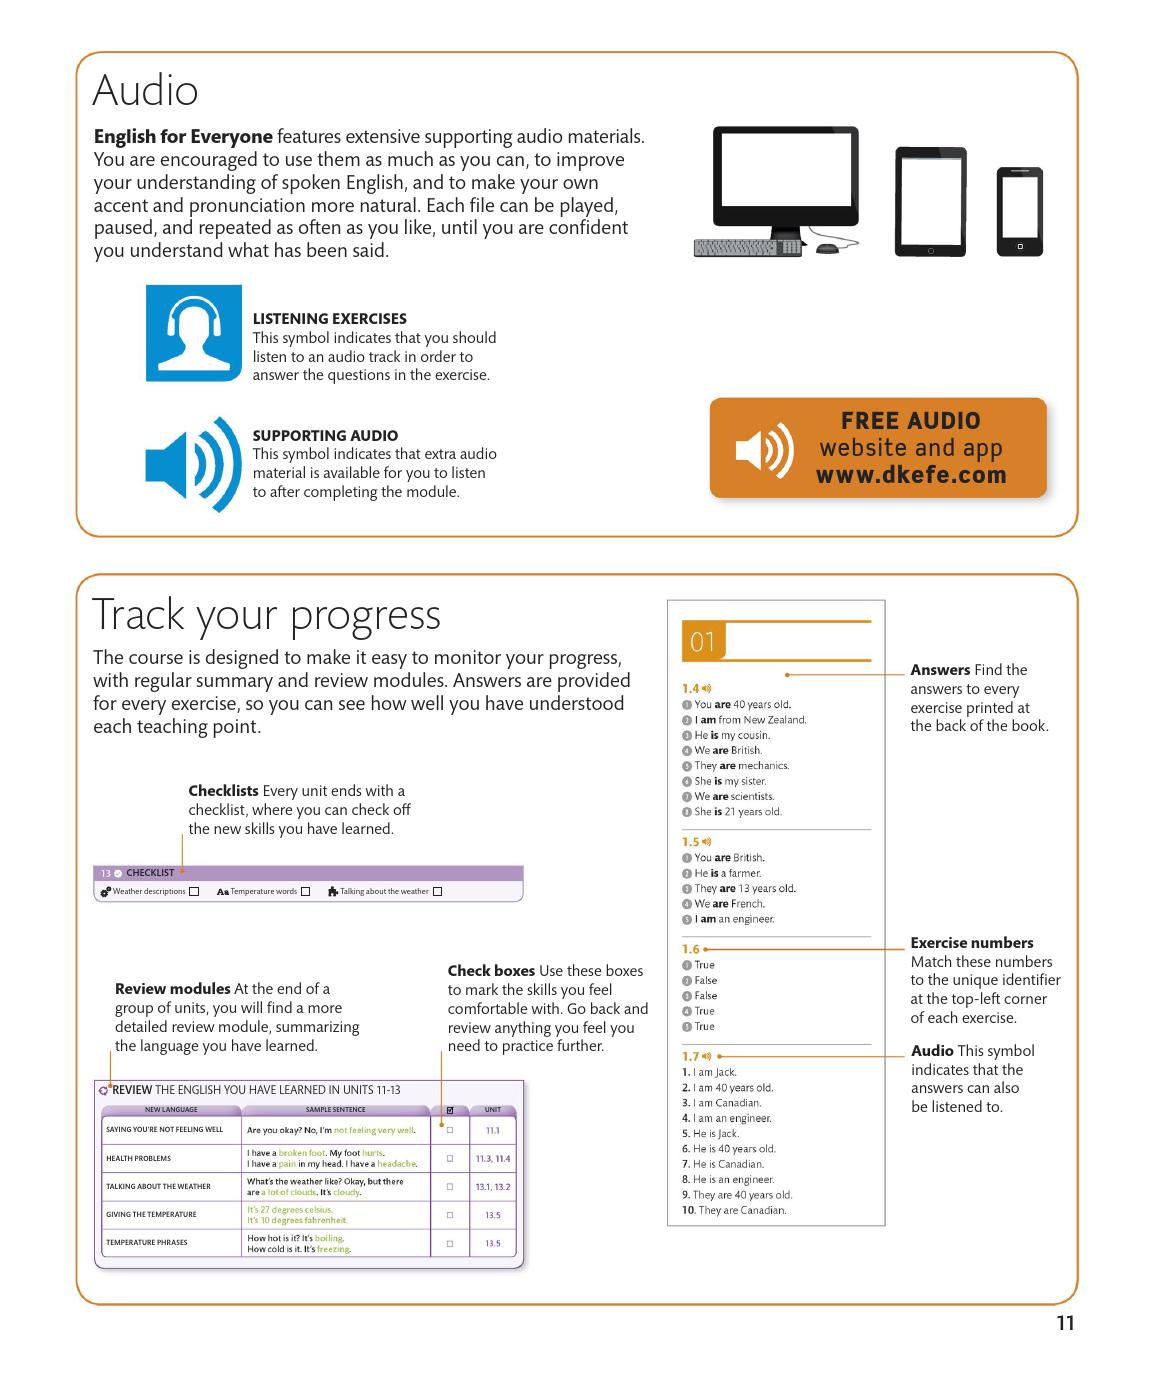 Audio
English for Everyone features extensive supporting audio materials.
You are encouraged to use them as much as you can, to improve
your understanding of spoken English, and to make your own
accent and pronunciation more natural. Each file can be played,
paused, and repeated as often as you like, until you are confident
you understand what has been said.
LISTENING EXERCISES
This symbol indicates that you should
listen to an audio track in order to
answer the questions in the exercise.
SUPPORTING AUDIO
This symbol indicates that extra audio
material is available for you to listen
to after completing the module.
FREE AUDIO
website and app
www.dkefe.com
Track your progress
The course is designed to make it easy to monitor your progress,
with regular summary and review modules. Answers are provided
for every exercise, so you can see how well you have understood
each teaching point.
Checklists Every unit ends with a
checklist, where you can check off
the new skills you have learned.
13 CHECKLIST
Weather descriptions Aa Temperature words Talking about the weather
Review modules At the end of a
group of units, you will find a more
detailed review module, summarizing
the language you have learned.
Check boxes Use these boxes
to mark the skills you feel
comfortable with. Go back and
review anything you feel you
need to practice further.
REVIEW THE ENGLISH YOU HAVE LEARNED IN UNITS 11-13
NEW LANGUAGE SAMPLE SENTENCE UNIT
SAYING YOU'RE NOT FEELING WELL Are you okay? No, I'm not feeling very well. 11.1
HEALTH PROBLEMS I have a broken foot. My foot hurts.
I have a pain in my head. I have a headache. 11.3, 11.4
TALKING ABOUT THE WEATHER What's the weather like? Okay, but there
are a lot of clouds. It's cloudy. 13.1, 13.2
GIVING THE TEMPERATURE It's 27 degrees celsius.
It's 10 degrees fahrenheit. 13.5
TEMPERATURE PHRASES How hot is it? It's boiling.
How cold is it. It's freezing. 13.5
01
1.4
1 You are 40 years old.
2 I am from New Zealand.
3 He is my cousin.
4 We are British.
5 They are mechanics.
6 She is my sister.
7 We are scientists.
8 She is 21 years old.
1.5
1 You are British.
2 He is a farmer.
3 They are 13 years old.
4 We are French.
5 I am an engineer.
1.6
1 True
2 False
3 False
4 True
5 True
1.7
1. I am Jack.
2. I am 40 years old.
3. I am Canadian.
4. I am an engineer.
5. He is Jack.
6. He is 40 years old.
7. He is Canadian.
8. He is an engineer.
9. They are 40 years old.
10. They are Canadian.
Answers Find the
answers to every
exercise printed at
the back of the book.
Exercise numbers
Match these numbers
to the unique identifier
at the top-left corner
of each exercise.
Audio This symbol
indicates that the
answers can also
be listened to.
11